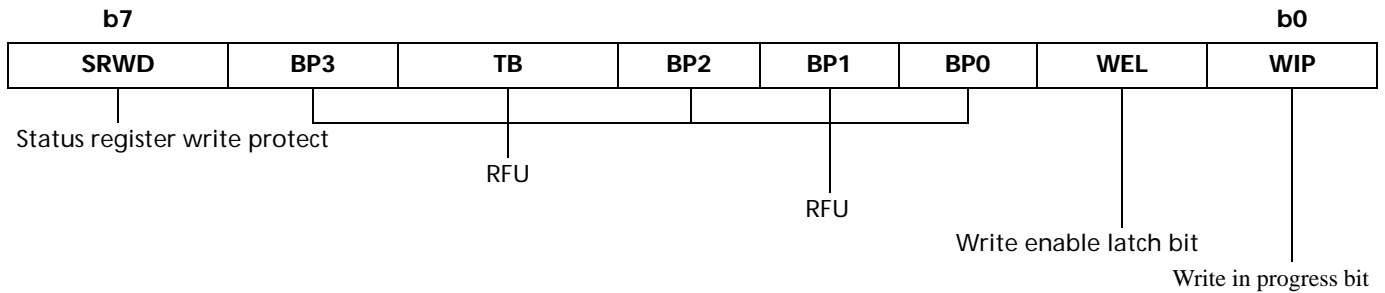 b7 b0
SRWD BP3 TB BP2 BP1 BP0 WEL WIP
Status register write protect
RFU
RFU
Write enable latch bit
Write in progress bit